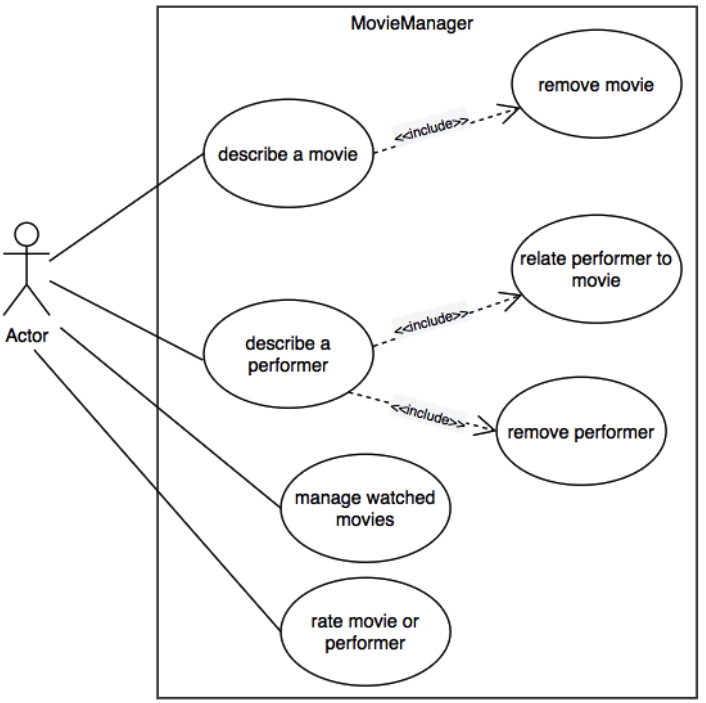 MovieManager
remove movie
<<include>>
describe a movie
relate performer to
movie
<<include>>
Actor
describe a
performer
<<include>>
remove performer
manage watched
movies
rate movie or
performer